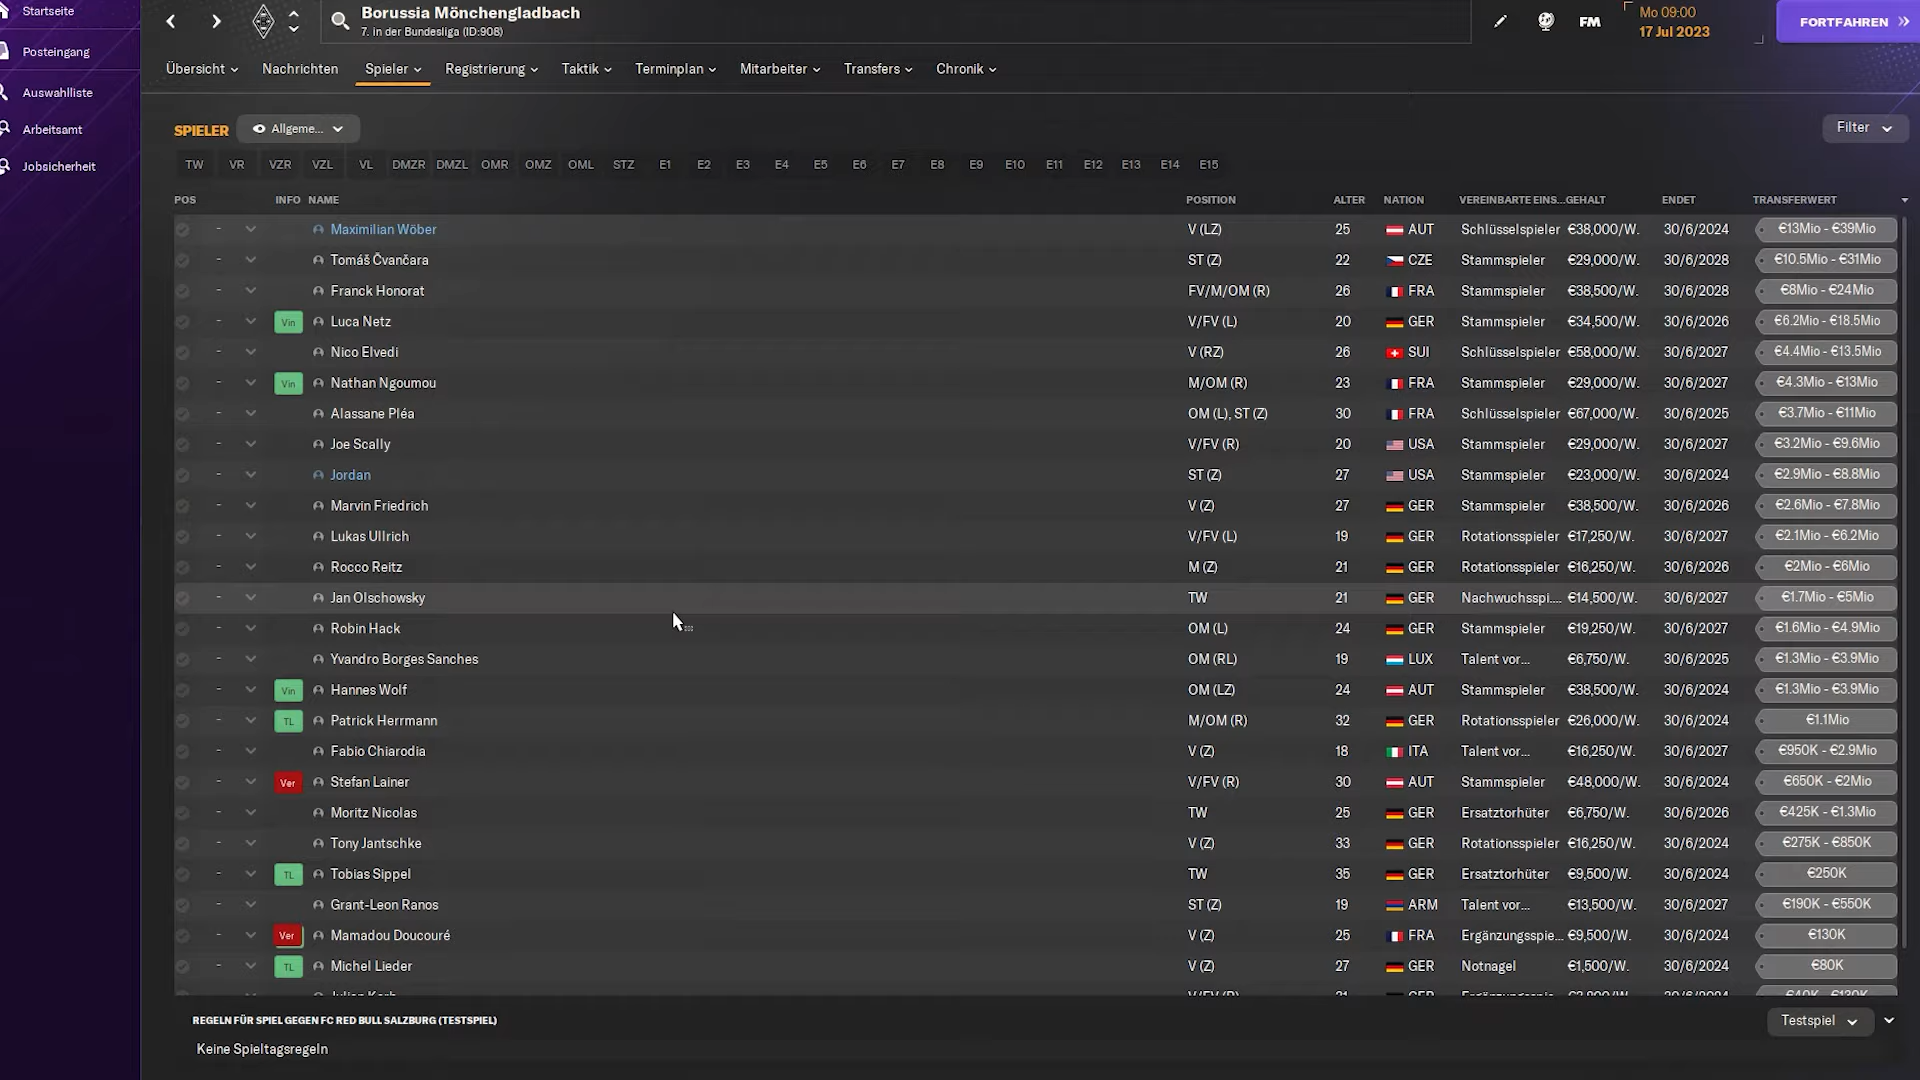 Startseite
Posteingang
Auswahlliste
Arbeitsamt
Jobsicherheit
Borussia Mönchengladbach
7. in der Bundesliga (ID:908)
FM
Mo 09:00
17 Jul 2023
FORTFAHREN
Übersicht Nachrichten Spieler Registrierung Taktik Terminplan Mitarbeiter Transfers Chronik
SPIELER Allgeme... Filter
TW VR VZR VZL VL DMZR DMZL OMR OMZ OML STZ E1 E2 E3 E4 E5 E6 E7 E8 E9 E10 E11 E12 E13 E14 E15
POS INFO NAME POSITION ALTER NATION VEREINBARTE EINS... GEHALT ENDET TRANSFERWERT
- Maximilian Wöber V (LZ) 25 AUT Schlüsselspieler €38,000/W. 30/6/2024 €13Mio - €39Mio
- Tomáš Čvančara ST (Z) 22 CZE Stammspieler €29,000/W. 30/6/2028 €10.5Mio - €31Mio
- Franck Honorat FV/M/OM (R) 26 FRA Stammspieler €38,500/W. 30/6/2028 €8Mio - €24Mio
- Vin Luca Netz V/FV (L) 20 GER Stammspieler €34,500/W. 30/6/2026 €6.2Mio - €18.5Mio
- Nico Elvedi V (RZ) 26 SUI Schlüsselspieler €58,000/W. 30/6/2027 €4.4Mio - €13.5Mio
- Vin Nathan Ngoumou M/OM (R) 23 FRA Stammspieler €29,000/W. 30/6/2027 €4.3Mio - €13Mio
- Alassane Pléa OM (L), ST (Z) 30 FRA Schlüsselspieler €67,000/W. 30/6/2025 €3.7Mio - €11Mio
- Joe Scally V/FV (R) 20 USA Stammspieler €29,000/W. 30/6/2027 €3.2Mio - €9.6Mio
- Jordan ST (Z) 27 USA Stammspieler €23,000/W. 30/6/2024 €2.9Mio - €8.8Mio
- Marvin Friedrich V (Z) 27 GER Stammspieler €38,500/W. 30/6/2026 €2.6Mio - €7.8Mio
- Lukas Ullrich V/FV (L) 19 GER Rotationsspieler €17,250/W. 30/6/2027 €2.1Mio - €6.2Mio
- Rocco Reitz M (Z) 21 GER Rotationsspieler €16,250/W. 30/6/2026 €2Mio - €6Mio
- Jan Olschowsky TW 21 GER Nachwuchsspi.... €14,500/W. 30/6/2027 €1.7Mio - €5Mio
- Robin Hack OM (L) 24 GER Stammspieler €19,250/W. 30/6/2027 €1.6Mio - €4.9Mio
- Yvandro Borges Sanches OM (RL) 19 LUX Talent vor... €6,750/W. 30/6/2025 €1.3Mio - €3.9Mio
- Vin Hannes Wolf OM (LZ) 24 AUT Stammspieler €38,500/W. 30/6/2024 €1.3Mio - €3.9Mio
- TL Patrick Herrmann M/OM (R) 32 GER Rotationsspieler €26,000/W. 30/6/2024 €1.1Mio
- Fabio Chiarodia V (Z) 18 ITA Talent vor... €16,250/W. 30/6/2027 €950K - €2.9Mio
- Ver Stefan Lainer V/FV (R) 30 AUT Stammspieler €48,000/W. 30/6/2024 €650K - €2Mio
- Moritz Nicolas TW 25 GER Ersatztorhüter €6,750/W. 30/6/2026 €425K - €1.3Mio
- Tony Jantschke V (Z) 33 GER Rotationsspieler €16,250/W. 30/6/2024 €275K - €850K
- TL Tobias Sippel TW 35 GER Ersatztorhüter €9,500/W. 30/6/2024 €250K
- Grant-Leon Ranos ST (Z) 19 ARM Talent vor... €13,500/W. 30/6/2027 €190K - €550K
- Ver Mamadou Doucouré V (Z) 25 FRA Ergänzungsspie... €9,500/W. 30/6/2024 €130K
- TL Michel Lieder V (Z) 27 GER Notnagel €1,500/W. 30/6/2024 €80K
REGELN FÜR SPIEL GEGEN FC RED BULL SALZBURG (TESTSPIEL) Testspiel
Keine Spieltagsregeln